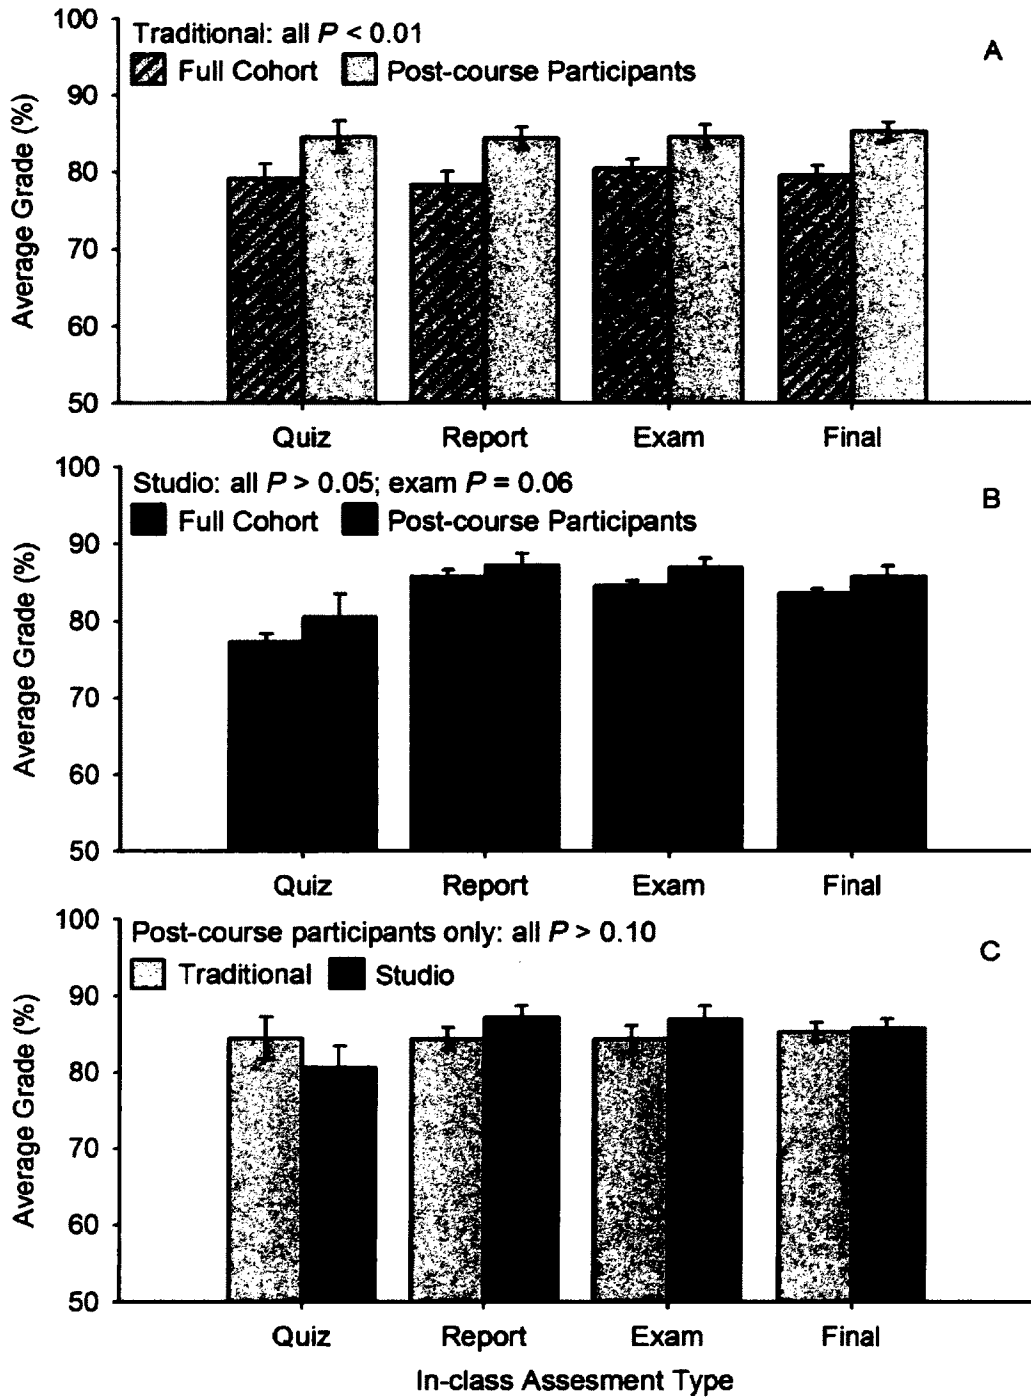 Traditional: all P < 0.01
A
Full Cohort Post-course Participants
100
90
80
70
60
50
Average Grade (%)
Quiz Report Exam Final
Studio: all P > 0.05; exam P = 0.06
B
Full Cohort Post-course Participants
100
90
80
70
60
50
Average Grade (%)
Quiz Report Exam Final
Post-course participants only: all P > 0.10
C
Traditional Studio
100
90
80
70
60
50
Average Grade (%)
Quiz Report Exam Final
In-class Assesment Type